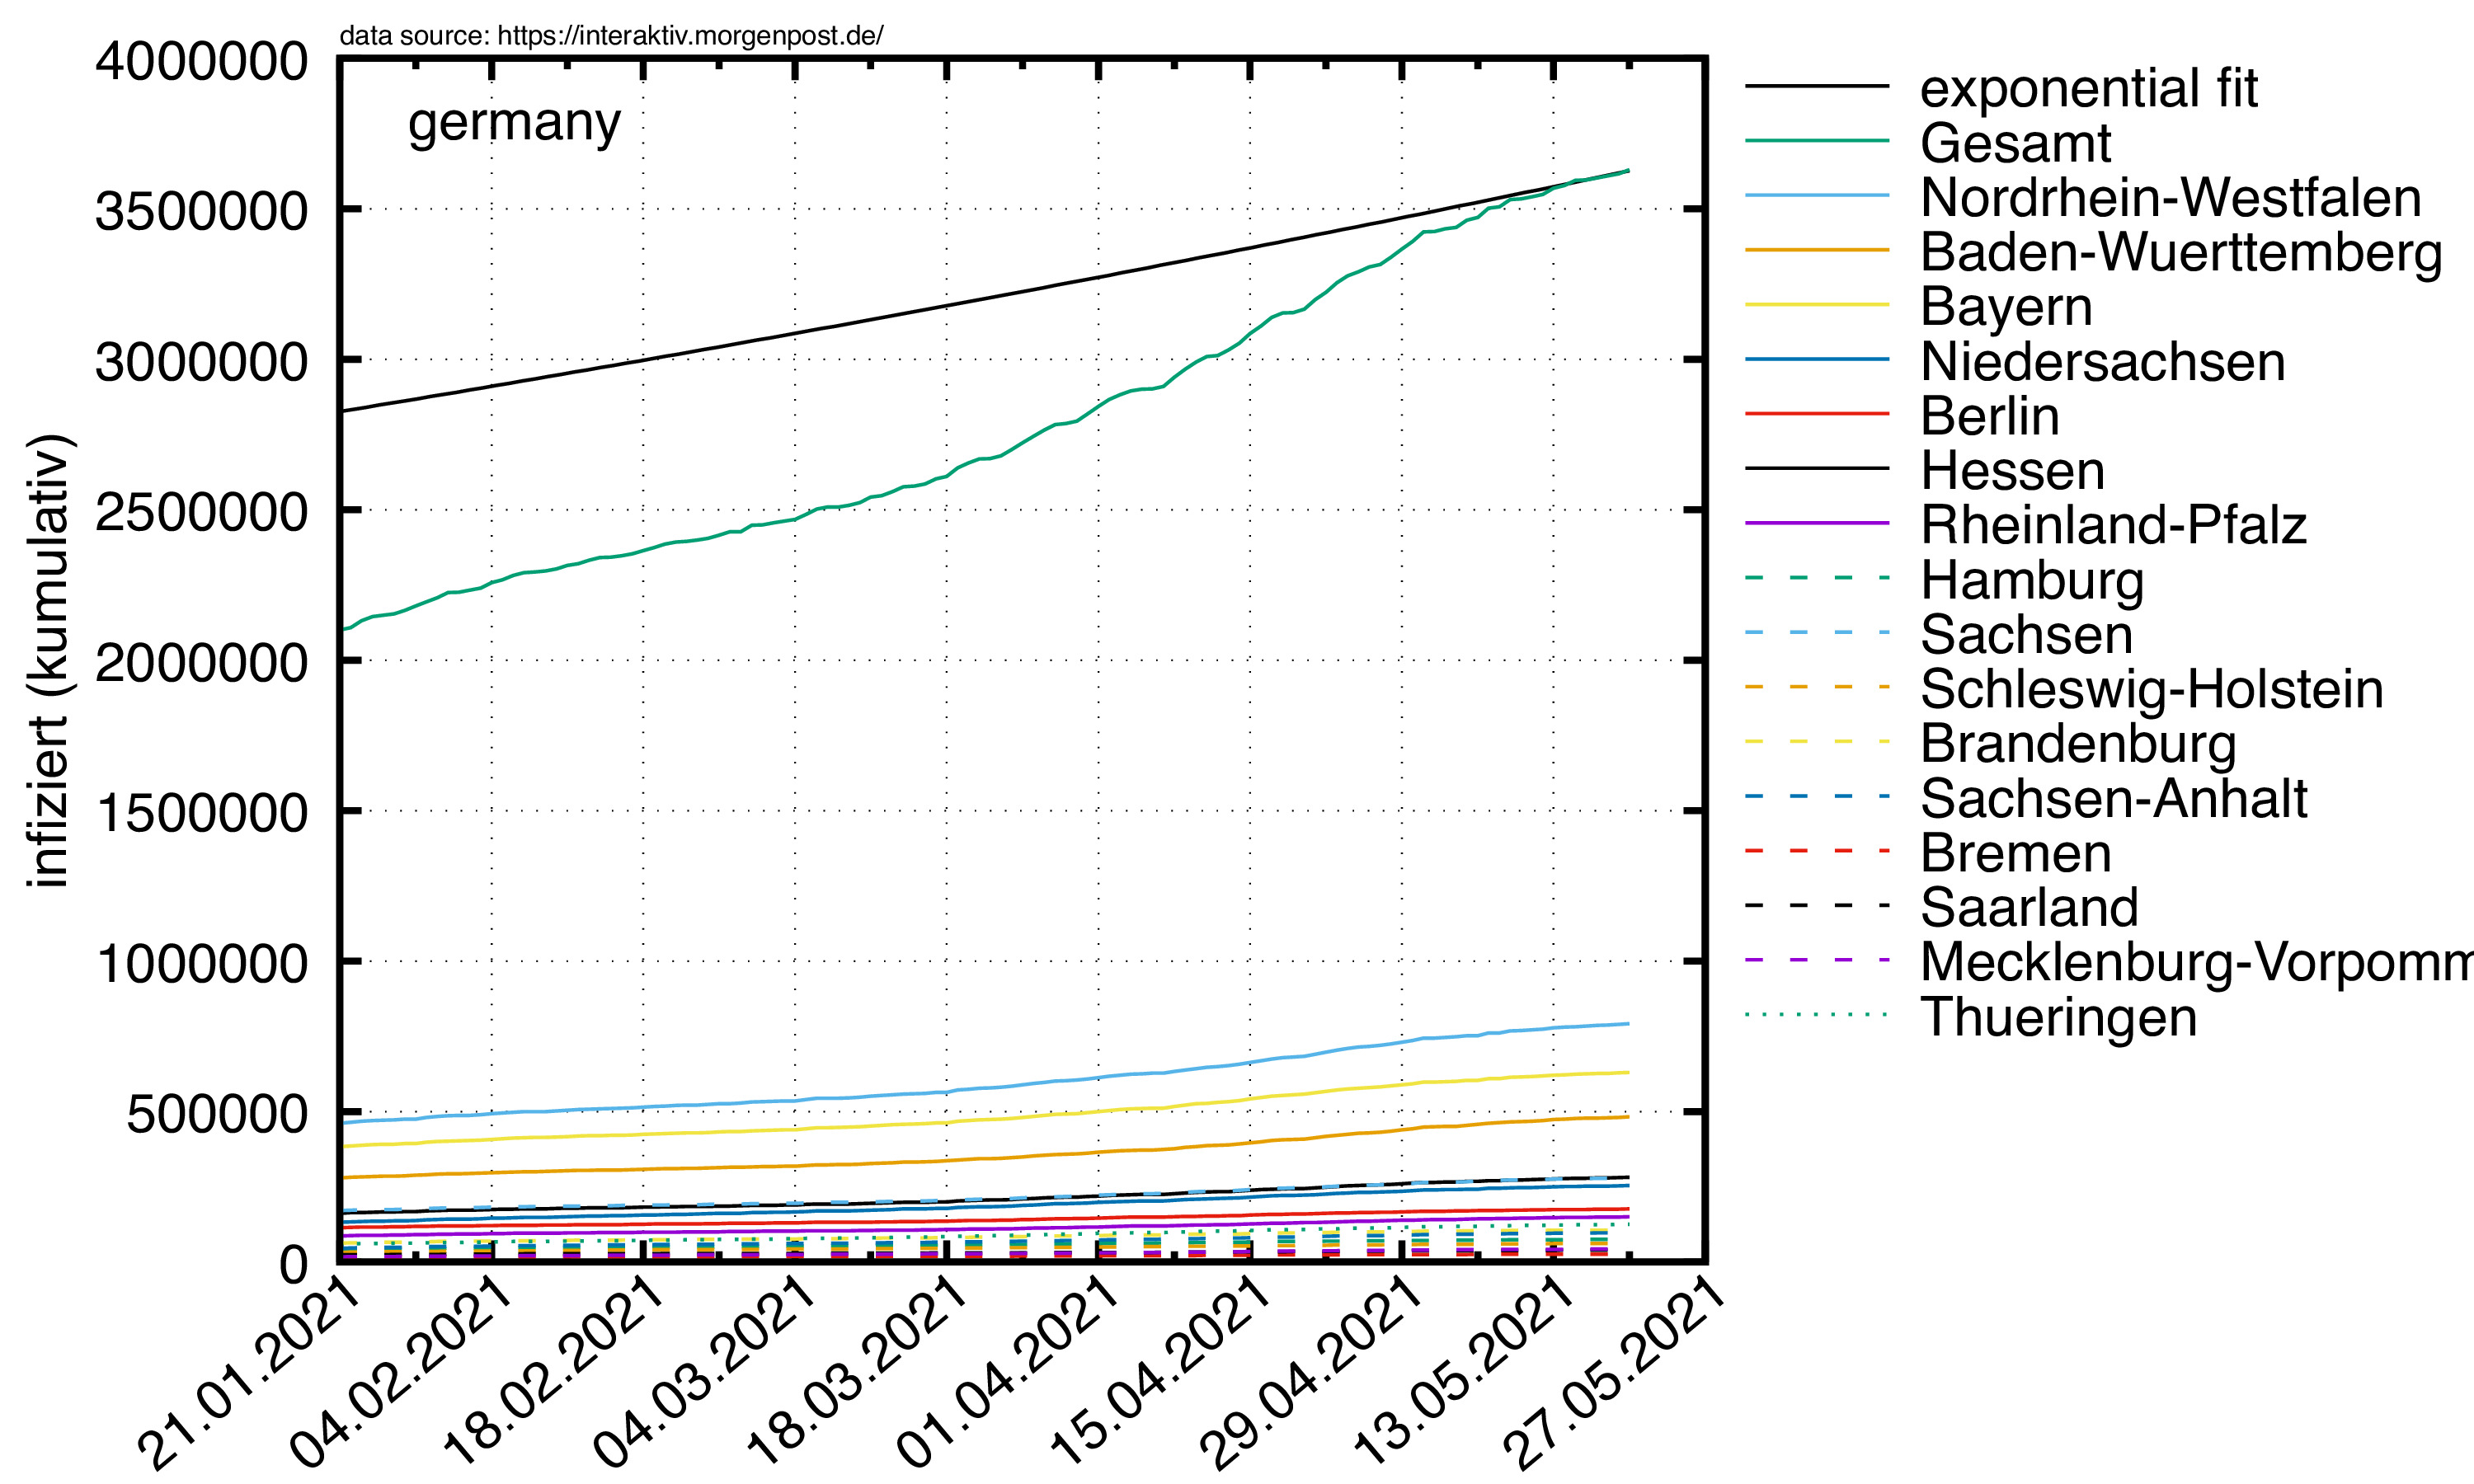 data source: https://interaktiv.morgenpost.de/
germany
infiziert (kumulativ)
4000000
3500000
3000000
2500000
2000000
1500000
1000000
500000
0
21.01.2021
04.02.2021
18.02.2021
04.03.2021
18.03.2021
01.04.2021
15.04.2021
29.04.2021
13.05.2021
27.05.2021
exponential fit
Gesamt
Nordrhein-Westfalen
Baden-Wuerttemberg
Bayern
Niedersachsen
Berlin
Hessen
Rheinland-Pfalz
Hamburg
Sachsen
Schleswig-Holstein
Brandenburg
Sachsen-Anhalt
Bremen
Saarland
Mecklenburg-Vorpomm
Thueringen